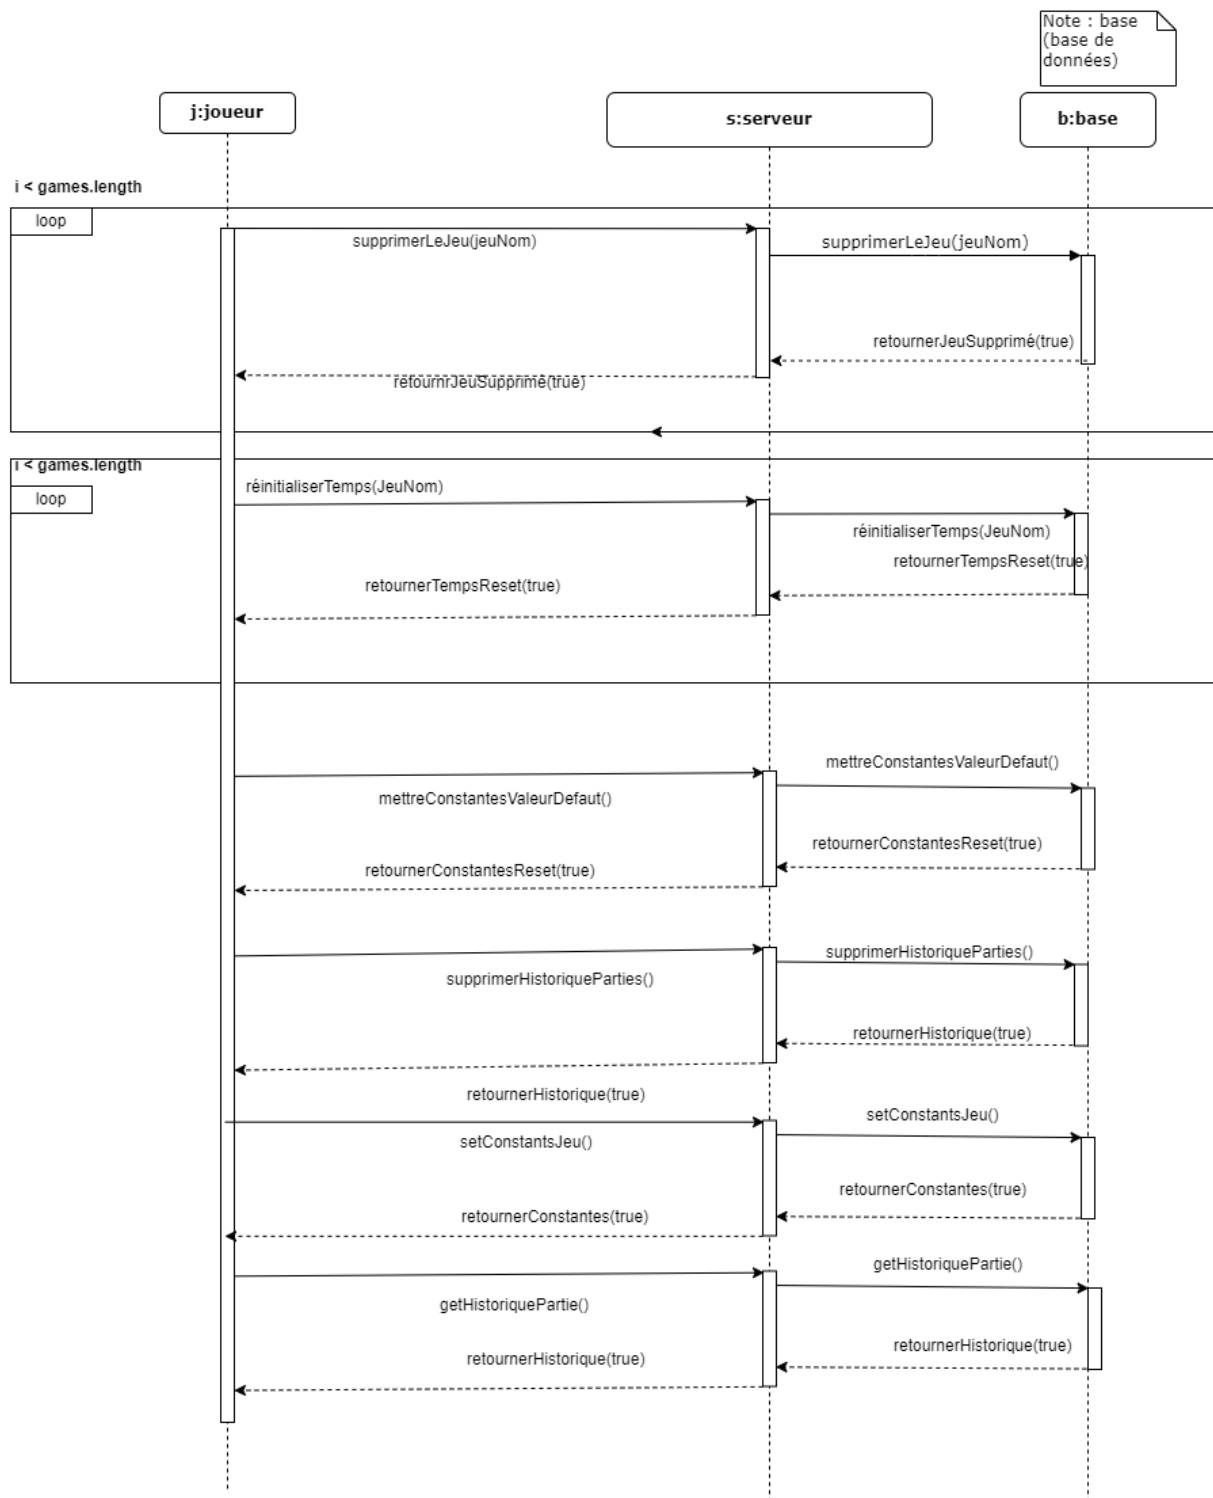 Note : base
(base de
données)
j:joueur
s:serveur
b:base
i < games.length
loop
supprimerLeJeu(jeuNom)
supprimerLeJeu(jeuNom)
retournerJeuSupprimé(true)
retournrJeuSupprimé(true)
i < games.length
loop
réinitialiserTemps(JeuNom)
réinitialiserTemps(JeuNom)
retournerTempsReset(true)
retournerTempsReset(true)
mettreConstantesValeurDefaut()
mettreConstantesValeurDefaut()
retournerConstantesReset(true)
retournerConstantesReset(true)
supprimerHistoriqueParties()
supprimerHistoriqueParties()
retournerHistorique(true)
retournerHistorique(true)
setConstantsJeu()
setConstantsJeu()
retournerConstantes(true)
retournerConstantes(true)
getHistoriquePartie()
getHistoriquePartie()
retournerHistorique(true)
retournerHistorique(true)